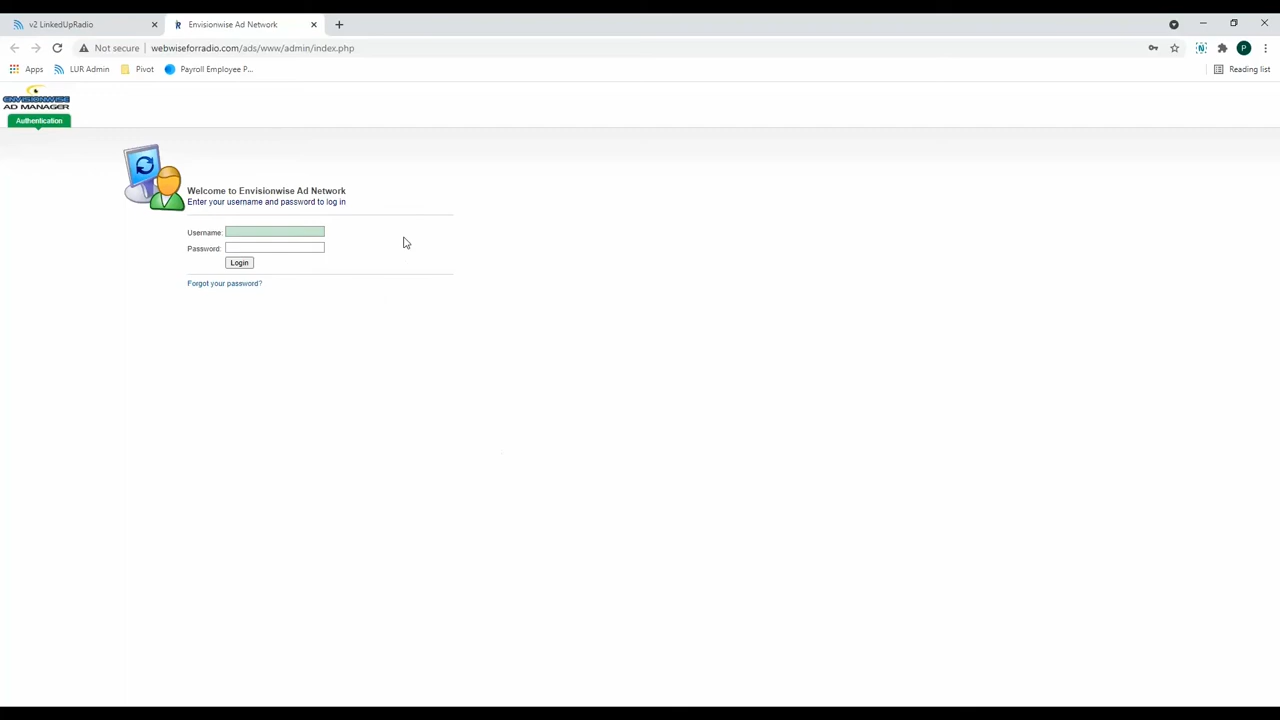 v2 LinkedUpRadio
Envisionwise Ad Network
Not secure
webwiseforradio.com/ads/www/admin/index.php
P
Apps
LUR Admin
Pivot
Payroll Employee P...
Reading list
ENVISIONWISE
AD MANAGER
Authentication
Welcome to Envisionwise Ad Network
Enter your username and password to log in
Username:
Password:
Login
Forgot your password?